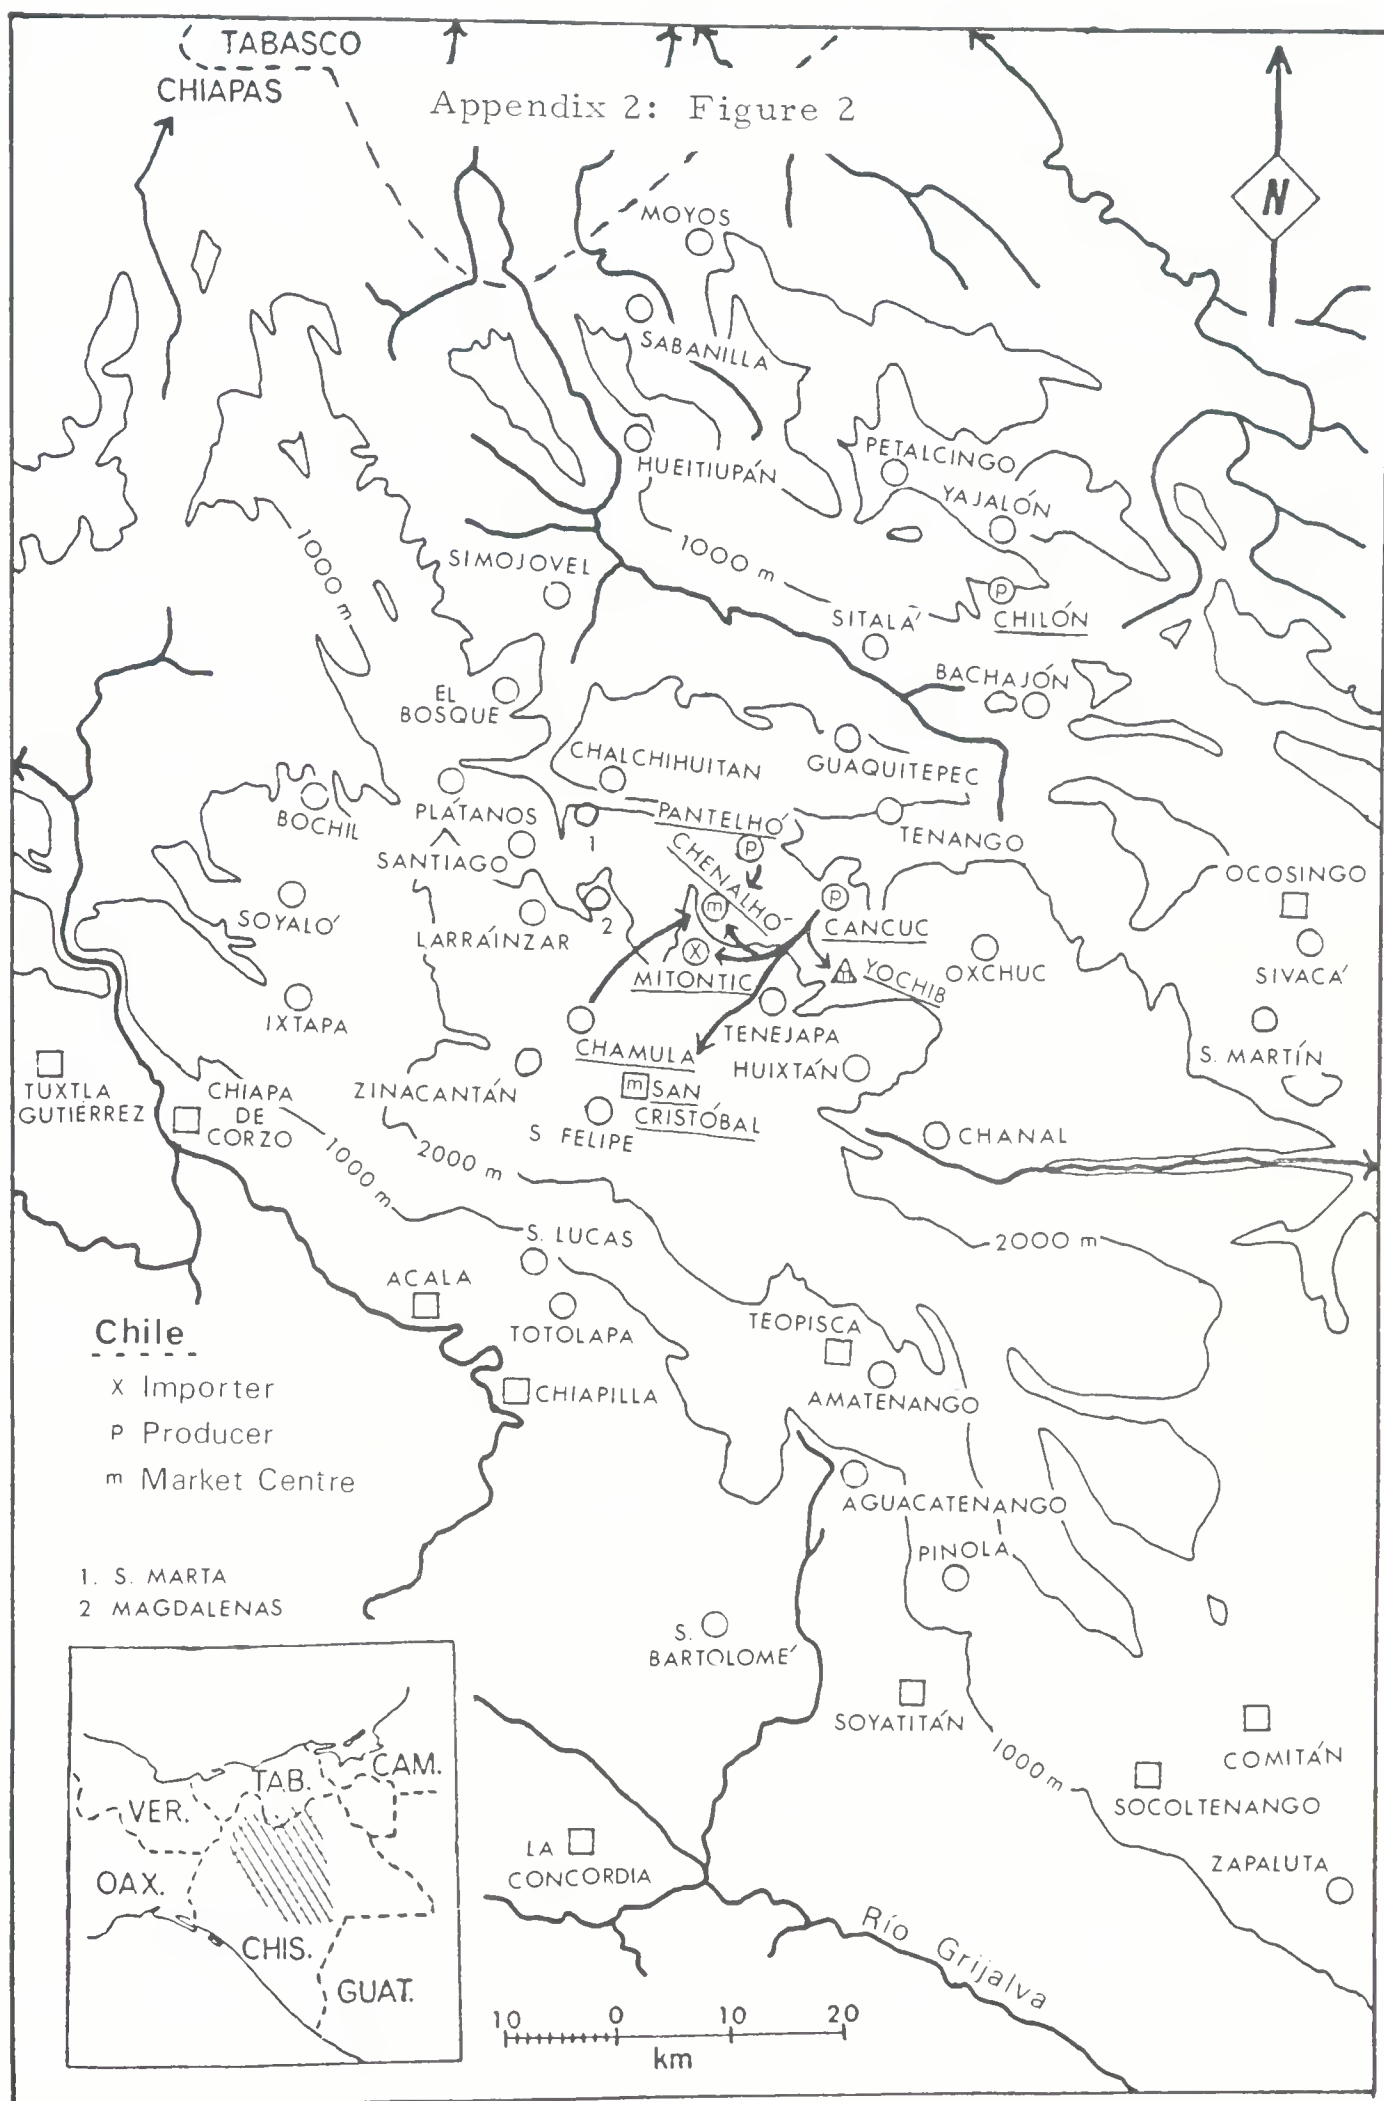 TABASCO
CHIAPAS
Appendix 2: Figure 2
N
MOYOS
SABANILLA
HUEITIUPÁN
PETALCINGO
YAJALÓN
1000 m
1000 m
SIMOJOVEL
SITALÁ
p
CHILÓN
BACHAJÓN
EL
BOSQUE
CHALCHIHUITAN
GUAQUITEPEC
BOCHIL
PLÁTANOS
1
PANTELHÓ
p
TENANGO
SANTIAGO
CHENALHÓ
m
OCOSINGO
SOYALÓ
LARRAÍNZAR
2
p
CANCUC
X
MITONTIC
m
YOCHIB
OXCHUC
SIVACÁ
IXTAPA
TENEJAPA
CHAMULA
HUIXTÁN
S. MARTÍN
TUXTLA
GUTIÉRREZ
CHIAPA
DE
CORZO
ZINACANTÁN
m SAN
CRISTÓBAL
S FELIPE
CHANAL
1000 m
2000 m
2000 m
S. LUCAS
ACALA
TOTOLAPA
TEOPISCA
CHIAPILLA
AMATENANGO
Chile
X Importer
P Producer
m Market Centre
AGUACATENANGO
PINOLA
1. S. MARTA
2 MAGDALENAS
S.
BARTOLOMÉ
SOYATITÁN
1000 m
COMITÁN
SOCOLTENANGO
ZAPALUTA
LA
CONCORDIA
Río Grijalva
CAM.
TAB.
VER.
OAX.
CHIS.
GUAT.
10 0 10 20
km